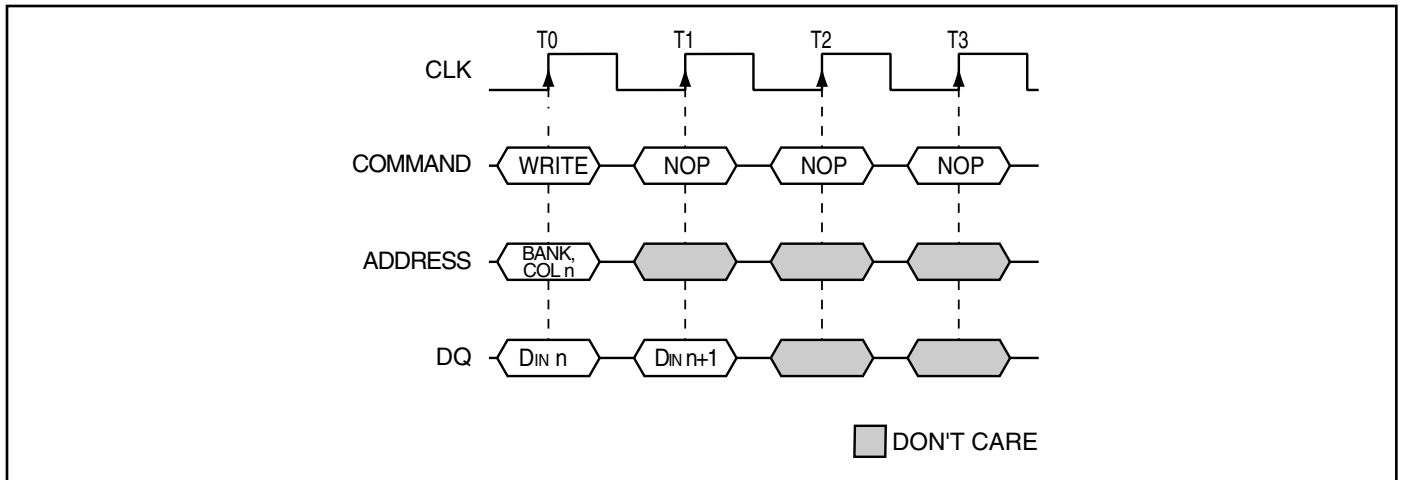 T0 T1 T2 T3
CLK
COMMAND WRITE NOP NOP NOP
ADDRESS BANK,
COL n
DQ DIN n DIN n+1
DON'T CARE